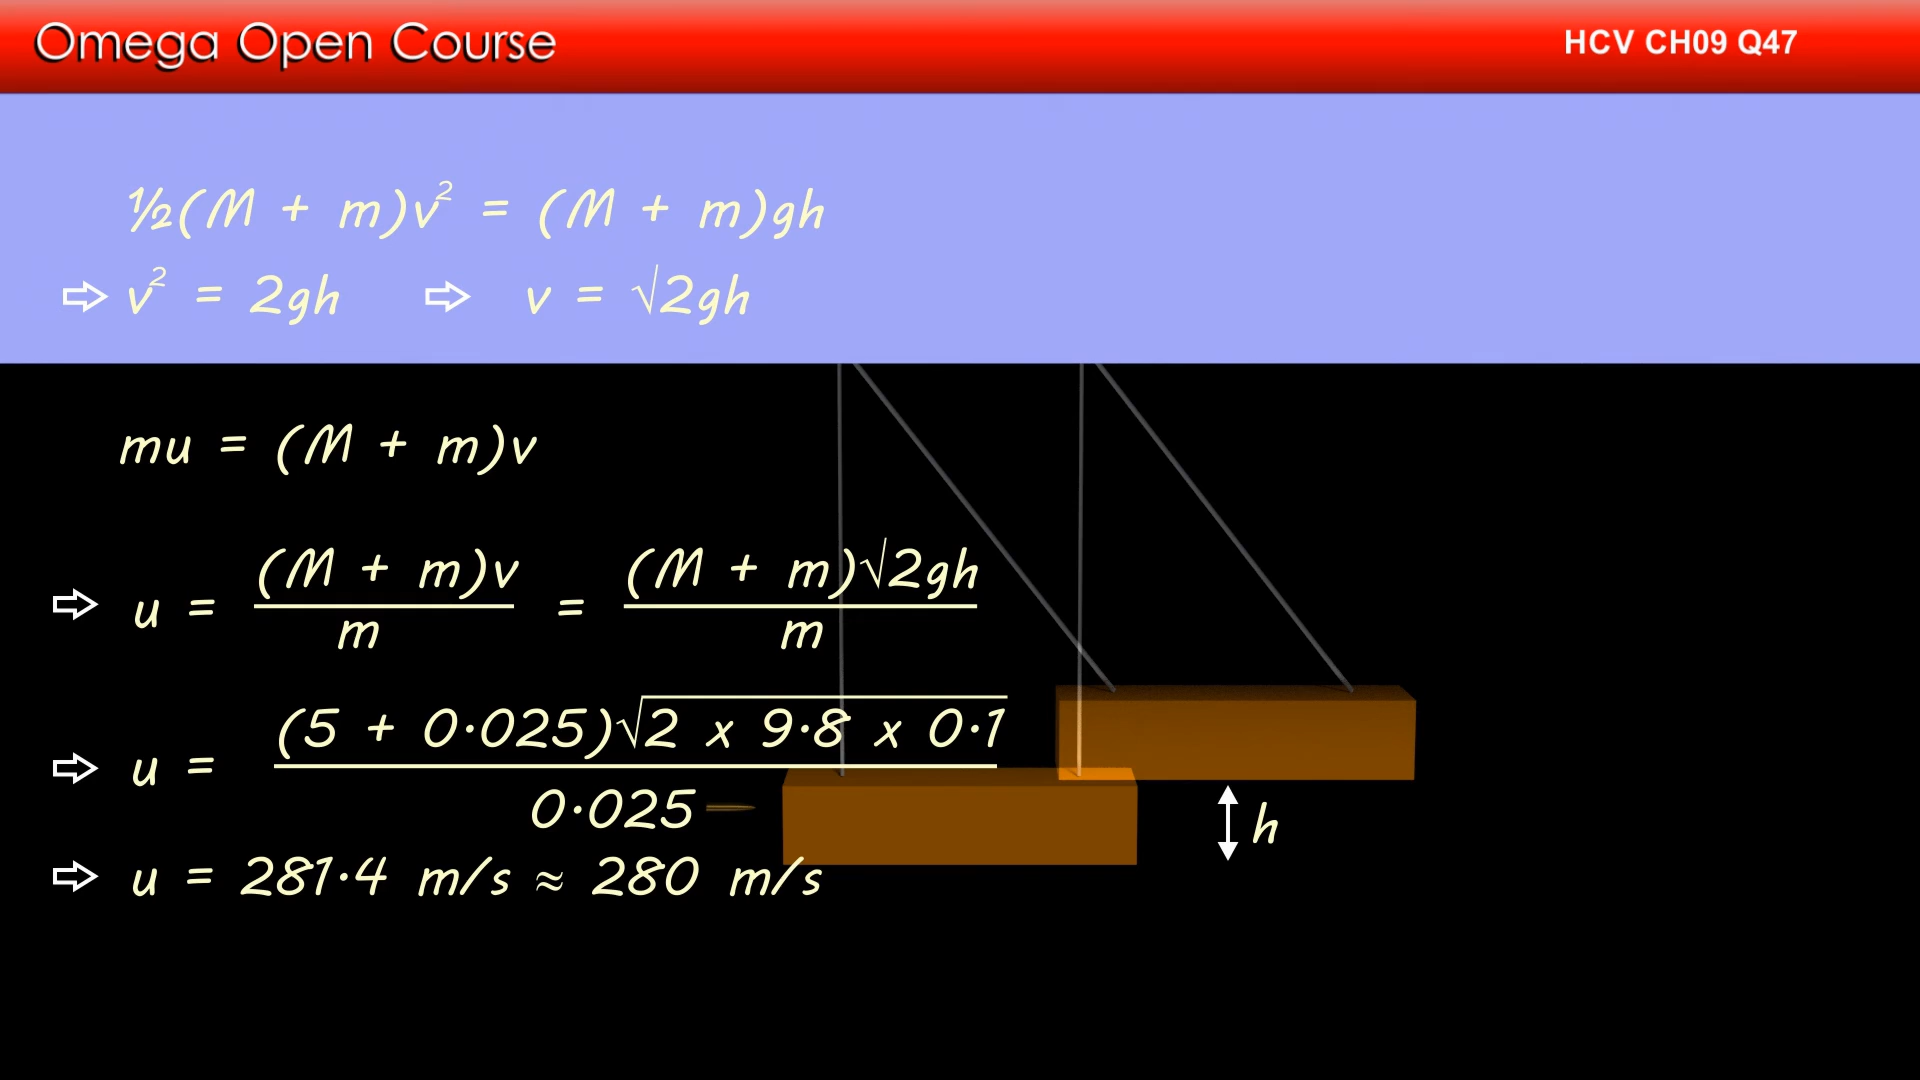 Omega Open Course
HCV CH09 Q47
½(M + m)v² = (M + m)gh
⇨ v² = 2gh ⇨ v = √2gh
mu = (M + m)v
⇨ u = (M + m)v / m = (M + m)√2gh / m
⇨ u = (5 + 0·025)√2 x 9·8 x 0·1 / 0·025
h
⇨ u = 281·4 m/s ≈ 280 m/s